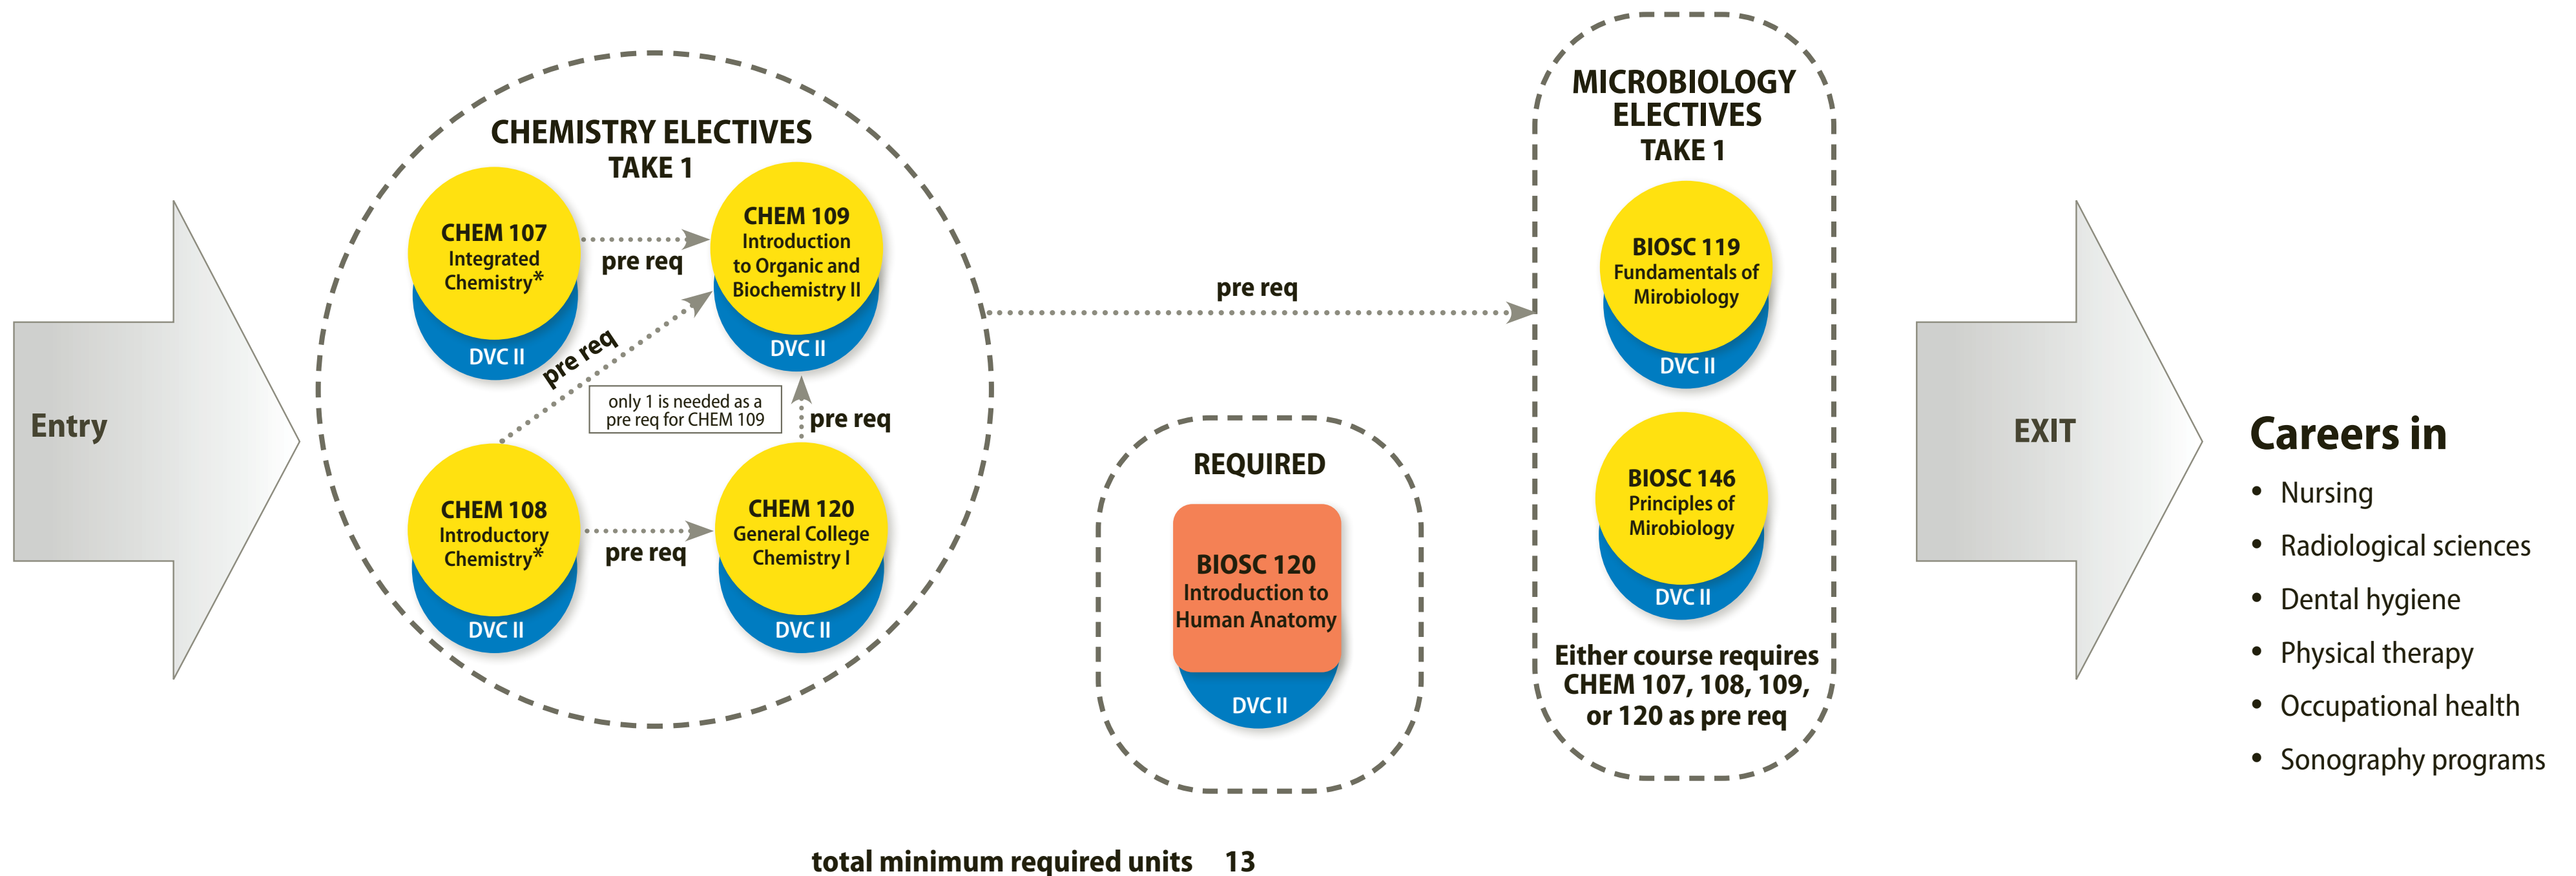 Entry
CHEMISTRY ELECTIVES
TAKE 1
CHEM 107
Integrated
Chemistry*
DVC II
pre req
CHEM 109
Introduction
to Organic and
Biochemistry II
DVC II
pre req
only 1 is needed as a
pre req for CHEM 109
pre req
CHEM 108
Introductory
Chemistry*
DVC II
pre req
CHEM 120
General College
Chemistry I
DVC II
pre req
REQUIRED
BIOSC 120
Introduction to
Human Anatomy
DVC II
MICROBIOLOGY
ELECTIVES
TAKE 1
BIOSC 119
Fundamentals of
Mirobiology
DVC II
BIOSC 146
Principles of
Mirobiology
DVC II
Either course requires
CHEM 107, 108, 109,
or 120 as pre req
EXIT
Careers in
• Nursing
• Radiological sciences
• Dental hygiene
• Physical therapy
• Occupational health
• Sonography programs
total minimum required units 13